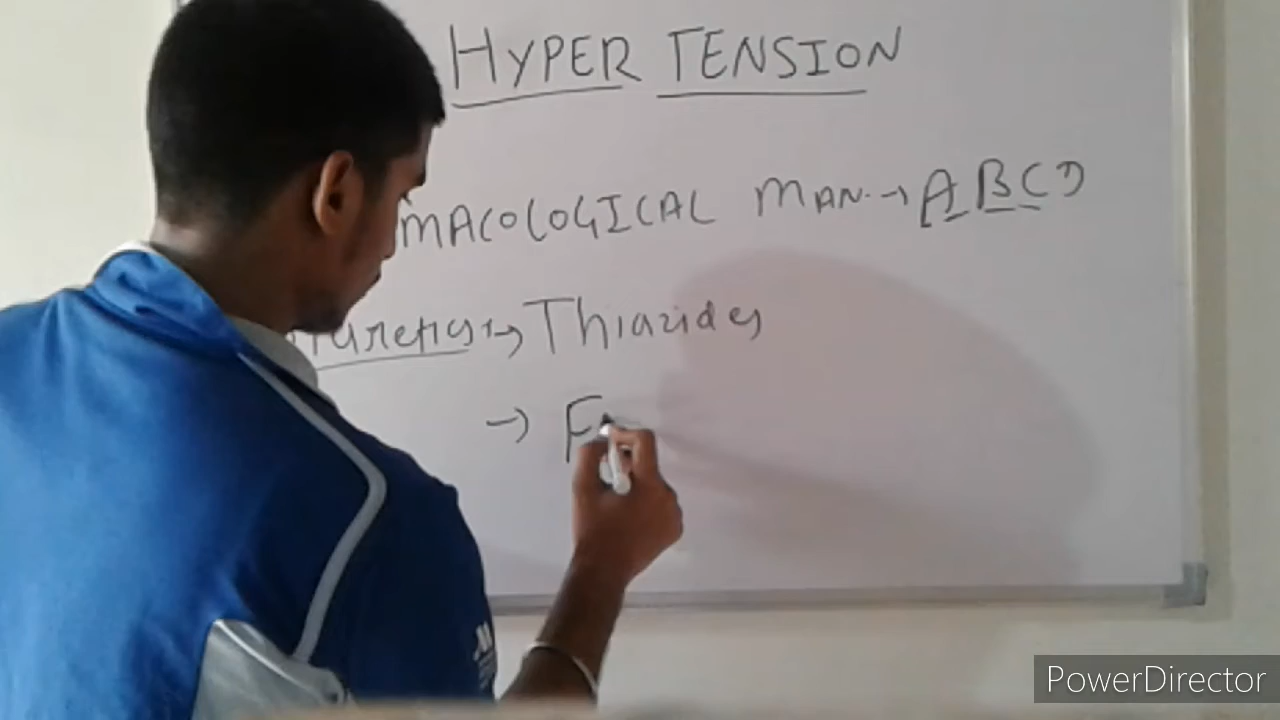 HYPER TENSION
MACOLOGICAL MAN. → ABCD
→ Thiazides
→ F
PowerDirector